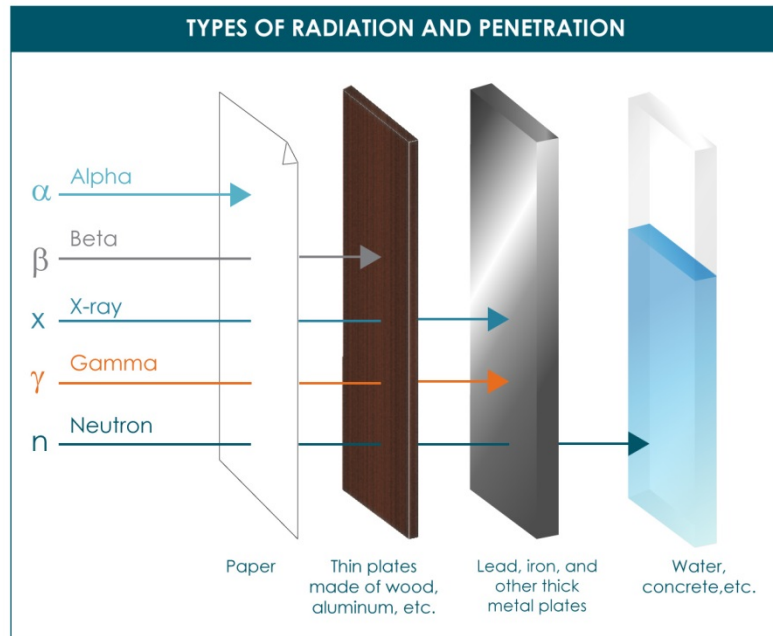 TYPES OF RADIATION AND PENETRATION
α Alpha
β Beta
x X-ray
γ Gamma
n Neutron
Paper
Thin plates
made of wood,
aluminum, etc.
Lead, iron, and
other thick
metal plates
Water,
concrete,etc.